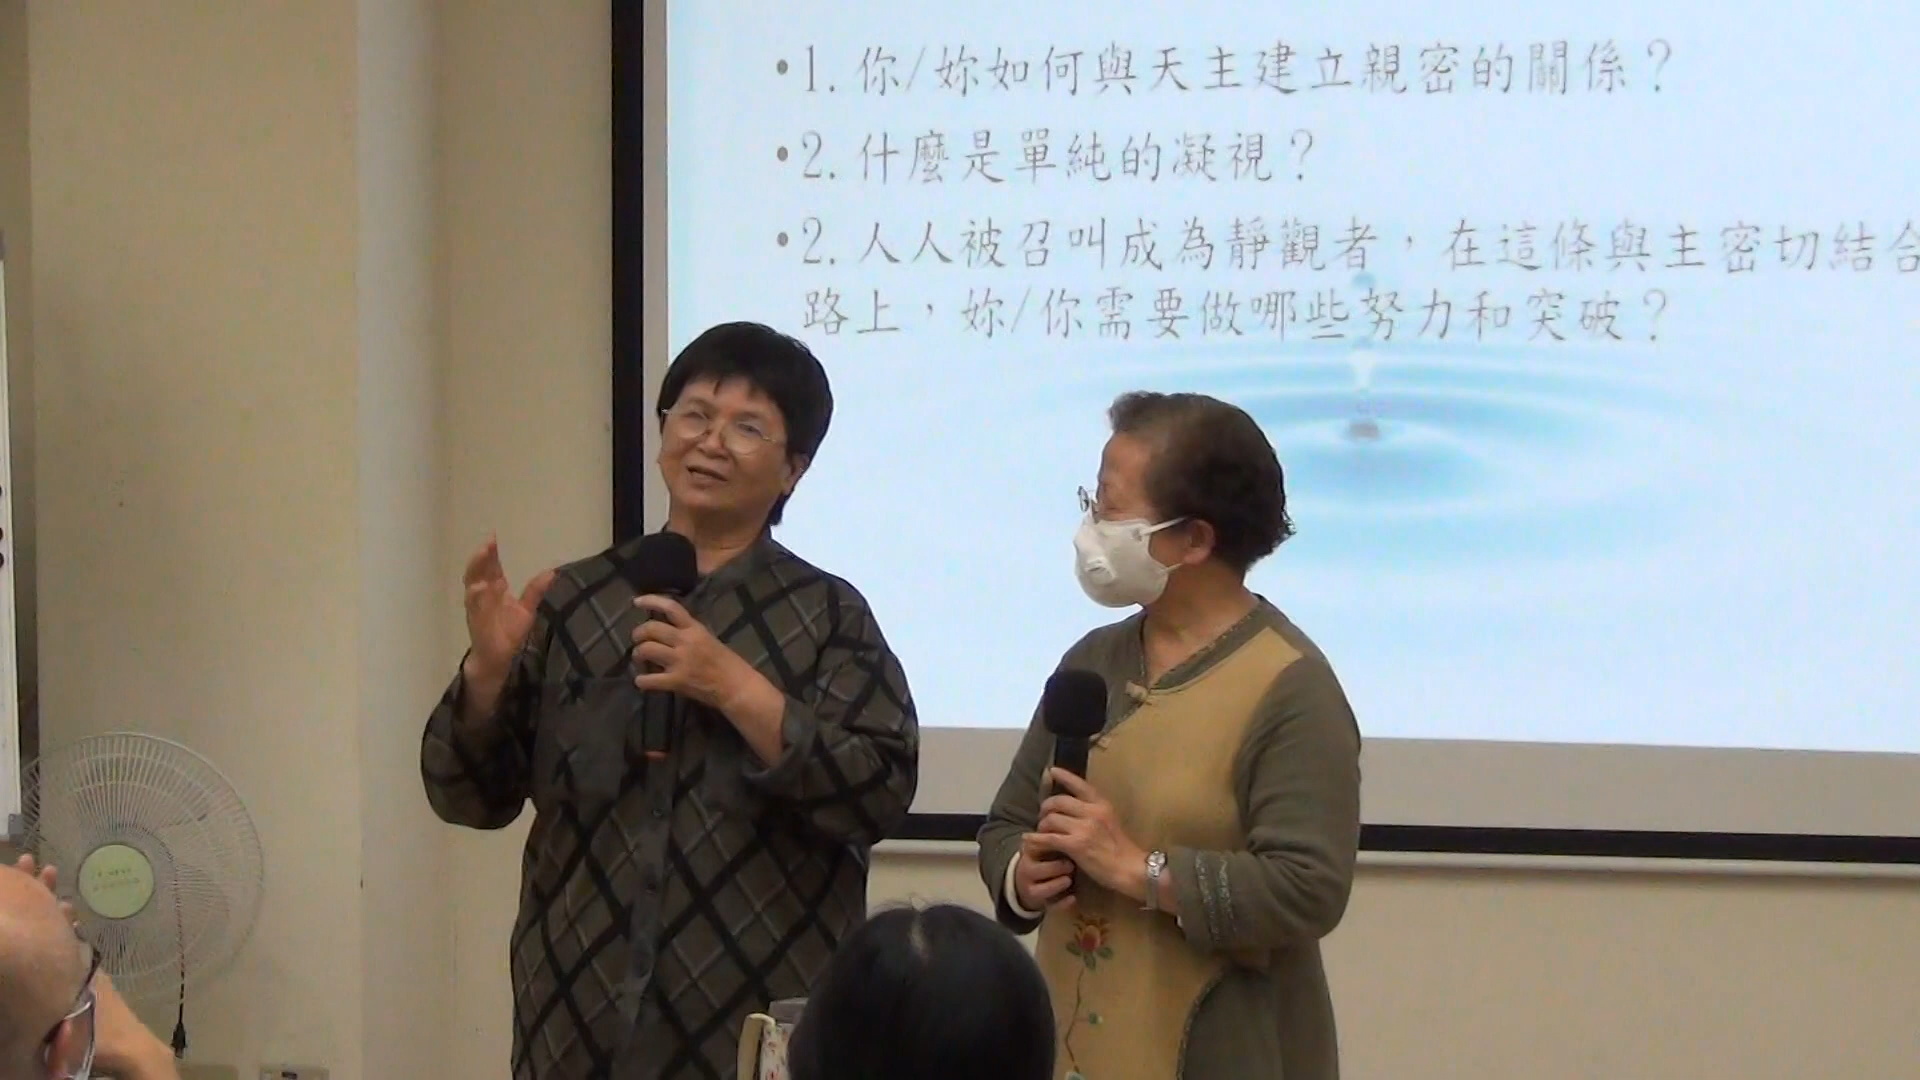 •1. 你/妳如何與天主建立親密的關係？
•2. 什麼是單純的凝視？
•2. 人人被召叫成為靜觀者，在這條與主密切結合
路上，妳/你需要做哪些努力和突破？